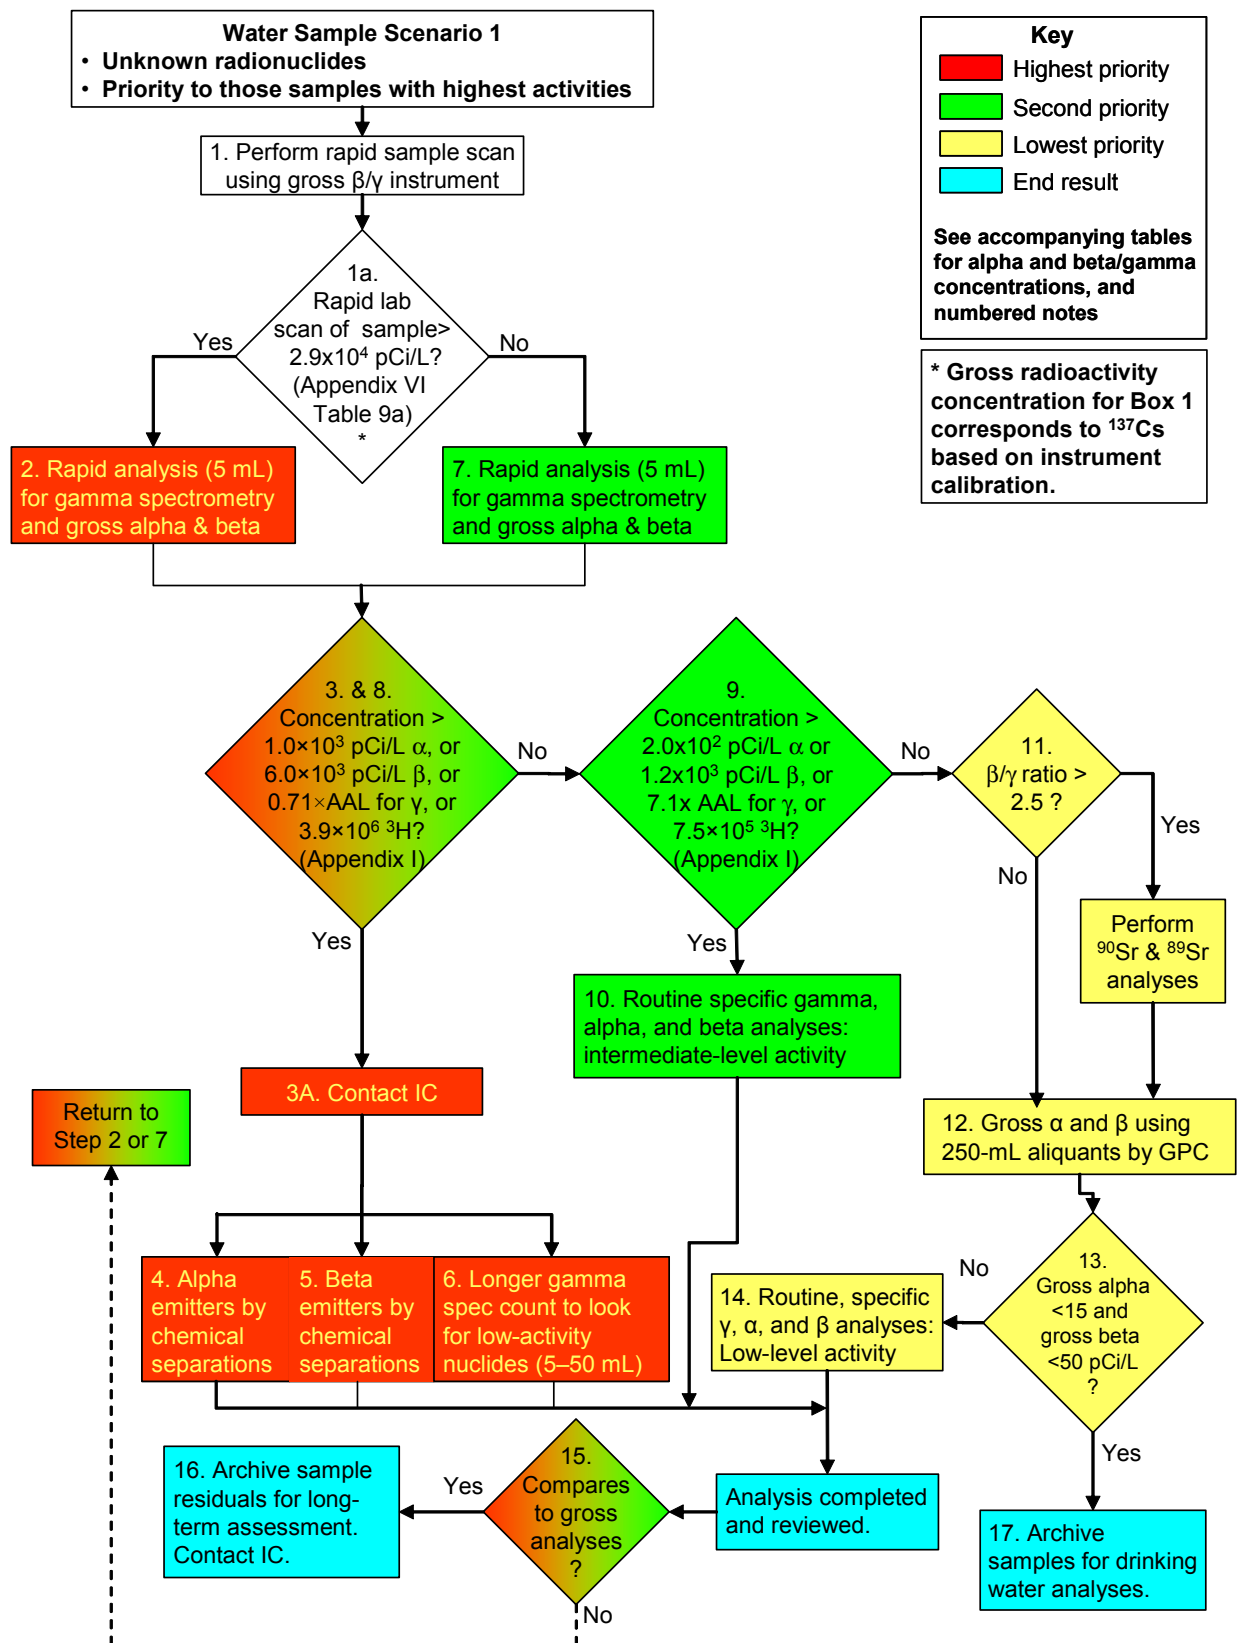 Water Sample Scenario 1
• Unknown radionuclides
• Priority to those samples with highest activities
Key
Highest priority
Second priority
Lowest priority
End result
See accompanying tables
for alpha and beta/gamma
concentrations, and
numbered notes
* Gross radioactivity
concentration for Box 1
corresponds to ¹³⁷Cs
based on instrument
calibration.
1. Perform rapid sample scan
using gross β/γ instrument
1a.
Rapid lab
scan of sample>
2.9x10⁴ pCi/L?
(Appendix VI
Table 9a)
*
Yes
No
2. Rapid analysis (5 mL)
for gamma spectrometry
and gross alpha & beta
7. Rapid analysis (5 mL)
for gamma spectrometry
and gross alpha & beta
3. & 8.
Concentration >
1.0×10³ pCi/L α, or
6.0×10³ pCi/L β, or
0.71×AAL for γ, or
3.9×10⁶ ³H?
(Appendix I)
No
Yes
9.
Concentration >
2.0x10² pCi/L α or
1.2x10³ pCi/L β, or
7.1x AAL for γ, or
7.5×10⁵ ³H?
(Appendix I)
No
Yes
11.
β/γ ratio >
2.5 ?
Yes
No
Perform
⁹⁰Sr & ⁸⁹Sr
analyses
10. Routine specific gamma,
alpha, and beta analyses:
intermediate-level activity
3A. Contact IC
Return to
Step 2 or 7
12. Gross α and β using
250-mL aliquants by GPC
4. Alpha
emitters by
chemical
separations
5. Beta
emitters by
chemical
separations
6. Longer gamma
spec count to look
for low-activity
nuclides (5–50 mL)
13.
Gross alpha
<15 and
gross beta
<50 pCi/L
?
No
Yes
14. Routine, specific
γ, α, and β analyses:
Low-level activity
Analysis completed
and reviewed.
15.
Compares
to gross
analyses
?
Yes
No
16. Archive sample
residuals for long-
term assessment.
Contact IC.
17. Archive
samples for drinking
water analyses.